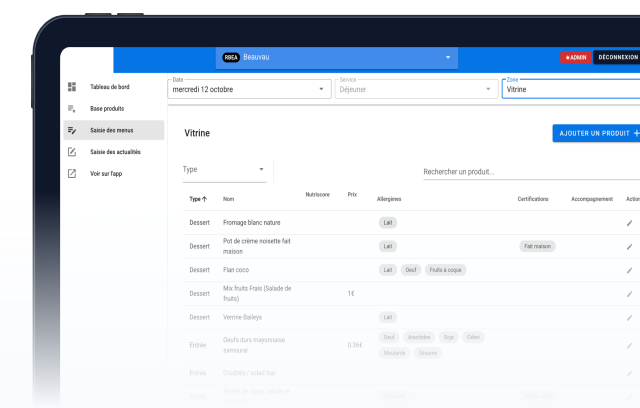 RBEA Beauvau
ADMIN DÉCONNEXION
Tableau de bord
Base produits
Saisie des menus
Saisie des actualités
Voir sur l'app
Date
mercredi 12 octobre
Service
Déjeuner
Zone
Vitrine
Vitrine
AJOUTER UN PRODUIT +
Type
Rechercher un produit...
Type ↑ Nom Nutriscore Prix Allergènes Certifications Accompagnement Action
Dessert Fromage blanc nature Lait
Dessert Pot de crème noisette fait maison Lait Fait maison
Dessert Flan coco Lait Oeuf Fruits à coque
Dessert Mix fruits Frais (Salade de fruits) 1€
Dessert Verrine Baileys Lait
Entrée Oeufs durs mayonnaise samouraï 0.36€ Oeuf Arachides Soja Céleri
Moutarde Sésame
Entrée Crudités / salad bar